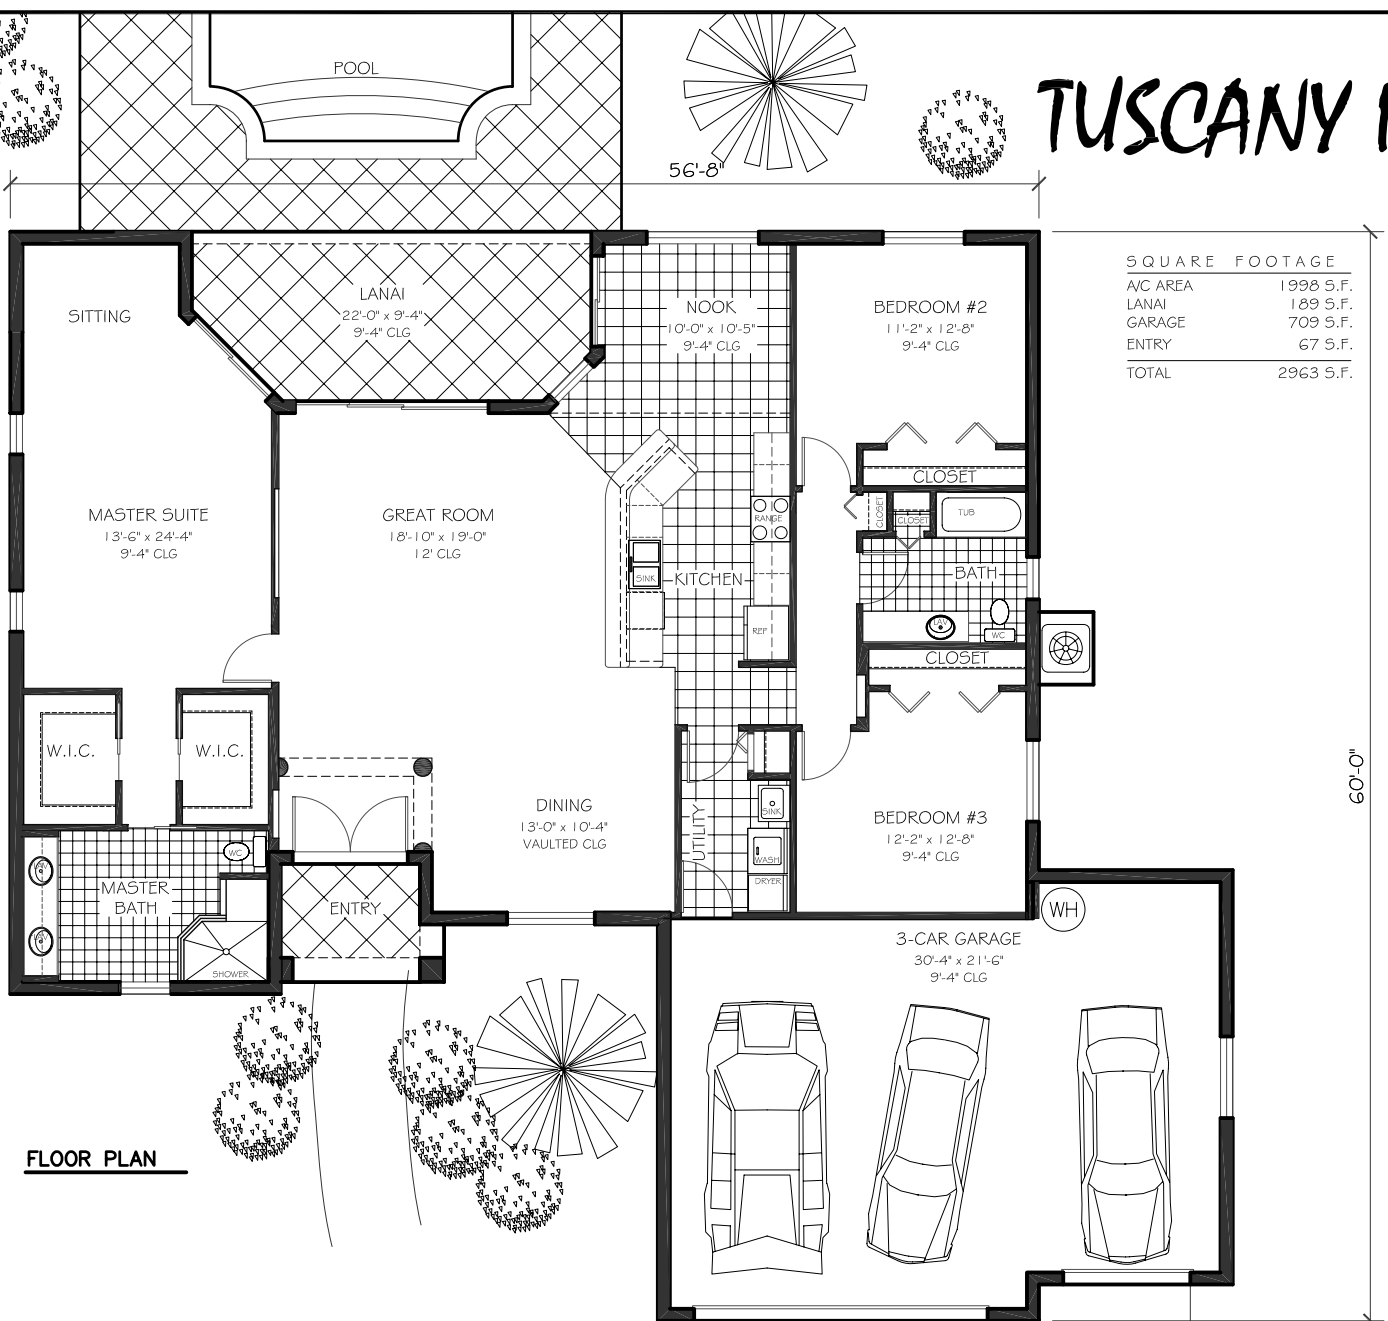 POOL
TUSCANY
56'-8"
SQUARE FOOTAGE
A/C AREA 1998 S.F.
LANAI 189 S.F.
GARAGE 709 S.F.
ENTRY 67 S.F.
TOTAL 2963 S.F.
SITTING
LANAI
22'-0" x 9'-4"
9'-4" CLG
NOOK
10'-0" x 10'-5"
9'-4" CLG
BEDROOM #2
11'-2" x 12'-8"
9'-4" CLG
CLOSET
MASTER SUITE
13'-6" x 24'-4"
9'-4" CLG
GREAT ROOM
18'-10" x 19'-0"
12' CLG
RANGE
CLOSET
CLOSET
TUB
SINK
KITCHEN
BATH
REF
LAV
WC
CLOSET
W.I.C.
W.I.C.
60'-0"
DINING
13'-0" x 10'-4"
VAULTED CLG
UTILITY
SINK
WASH
DRYER
BEDROOM #3
12'-2" x 12'-8"
9'-4" CLG
LAV
WC
MASTER
BATH
LAV
SHOWER
ENTRY
WH
3-CAR GARAGE
30'-4" x 21'-6"
9'-4" CLG
FLOOR PLAN